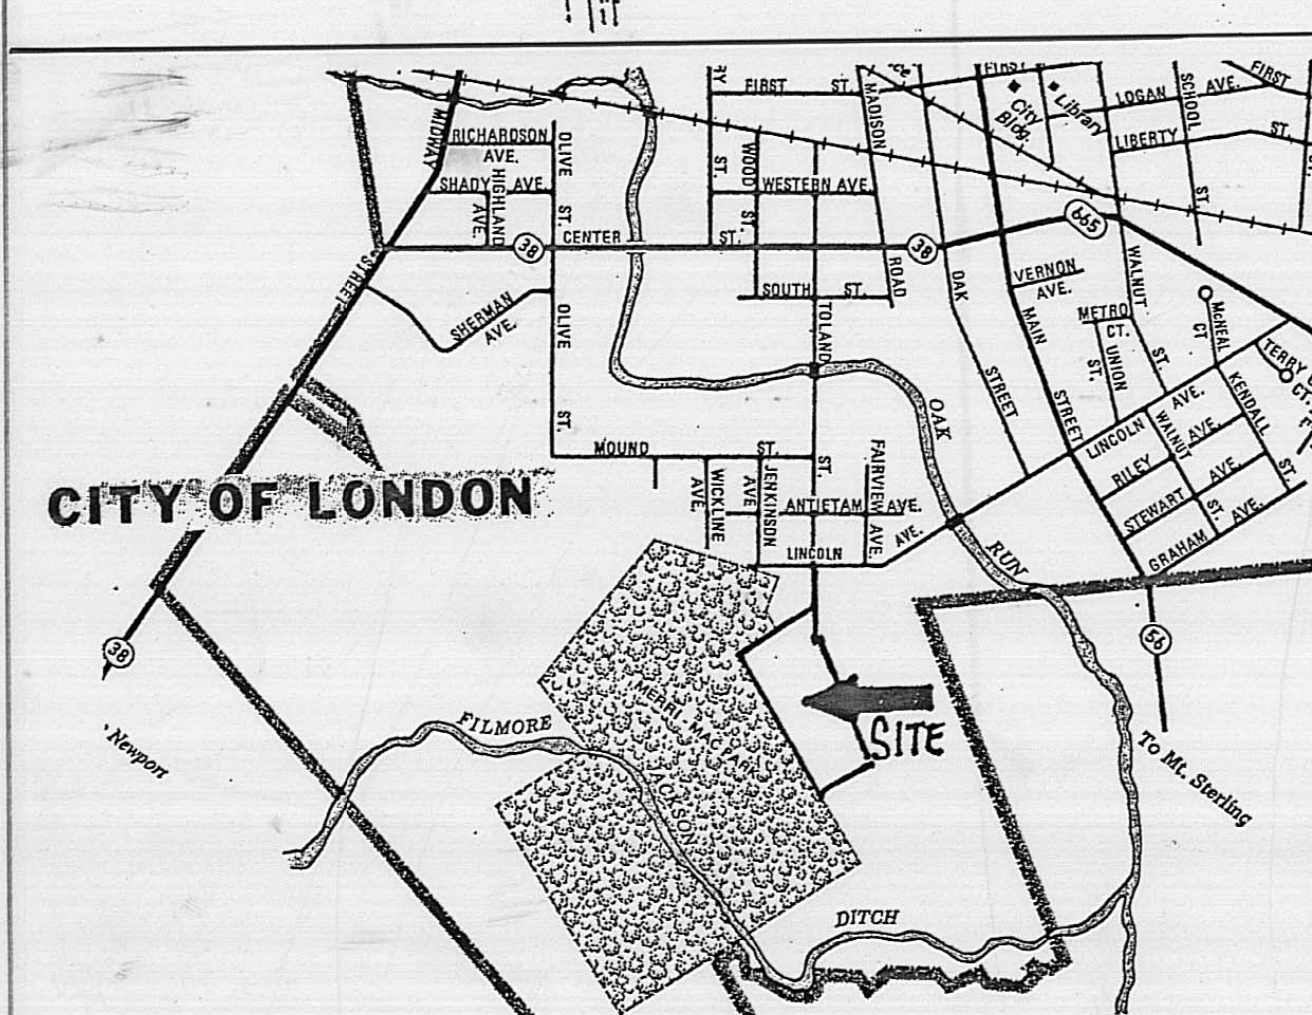 FIRST ST.
MADISON
FIRST
City
Bldg.
Library
LOGAN AVE.
SCHOOL
FIRST
MIDWAY
RICHARDSON
AVE.
OLIVE
ST.
WOOD
ST.
LIBERTY ST.
SHADY AVE.
HIGHLAND
AVE.
ST.
WESTERN AVE.
ST.
665
38
CENTER ST.
38
STREET
SOUTH ST.
ROAD
OAK
VERNON
AVE.
WALNUT
SHERMAN
AVE.
OLIVE
TOLAND
MAIN
METRO
CT.
UNION
ST.
ST.
McNEAL
CT
TERRY
CT.
STREET
STREET
OAK
KENDALL
ST.
LINCOLN AVE.
WALNUT
ST.
RILEY AVE.
STEWART AVE.
GRAHAM AVE.
ST.
MOUND ST.
ST.
FAIRVIEW
AVE.
WICKLINE
AVE.
JENKINSON
AVE
ANTIETAM AVE.
LINCOLN AVE.
CITY OF LONDON
RUN
38
56
Newport
FILMORE
MERRI-MAC PARK
JACKSON
SITE
To Mt. Sterling
DITCH